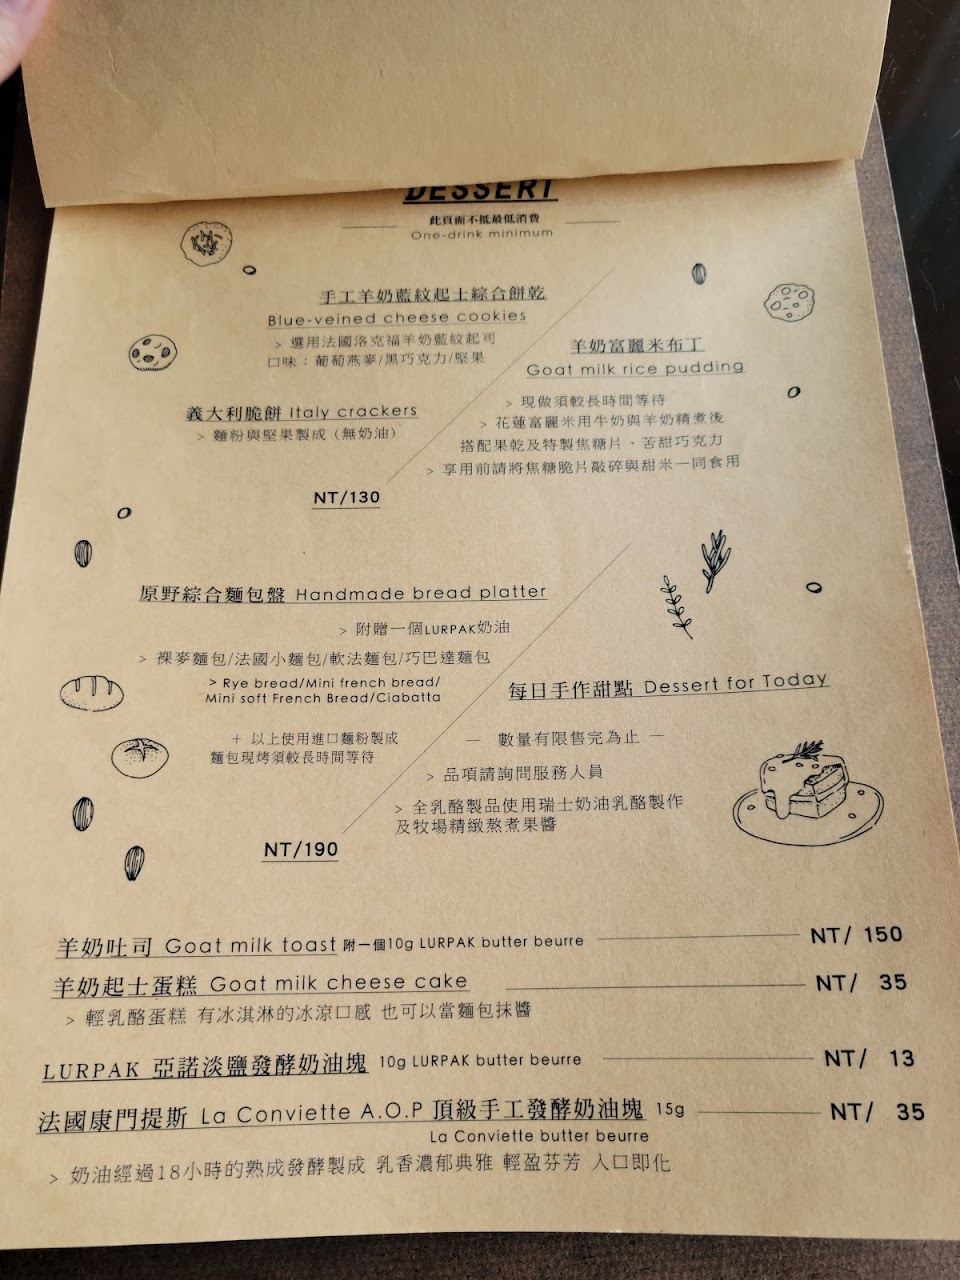 DESSERT
此頁面不抵最低消費
One-drink minimum
手工羊奶藍紋起士綜合餅乾
Blue-veined cheese cookies
> 選用法國洛克福羊奶藍紋起司
口味：葡萄燕麥/黑巧克力/堅果
義大利脆餅 Italy crackers
> 麵粉與堅果製成（無奶油）
NT/130
羊奶富麗米布丁
Goat milk rice pudding
> 現做須較長時間等待
> 花蓮富麗米用牛奶與羊奶精煮後
搭配果乾及特製焦糖片、苦甜巧克力
> 享用前請將焦糖脆片敲碎與甜米一同食用
原野綜合麵包盤 Handmade bread platter
> 附贈一個LURPAK奶油
> 裸麥麵包/法國小麵包/軟法麵包/巧巴達麵包
> Rye bread/Mini french bread/
Mini soft French Bread/Ciabatta
+ 以上使用進口麵粉製成
麵包現烤須較長時間等待
NT/190
每日手作甜點 Dessert for Today
— 數量有限售完為止 —
> 品項請詢問服務人員
> 全乳酪製品使用瑞士奶油乳酪製作
及牧場精緻熬煮果醬
羊奶吐司 Goat milk toast 附一個10g LURPAK butter beurre NT/ 150
羊奶起士蛋糕 Goat milk cheese cake NT/ 35
> 輕乳酪蛋糕 有冰淇淋的冰涼口感 也可以當麵包抹醬
LURPAK 亞諾淡鹽發酵奶油塊 10g LURPAK butter beurre NT/ 13
法國康門提斯 La Conviette A.O.P 頂級手工發酵奶油塊 15g NT/ 35
La Conviette butter beurre
> 奶油經過18小時的熟成發酵製成 乳香濃郁典雅 輕盈芬芳 入口即化